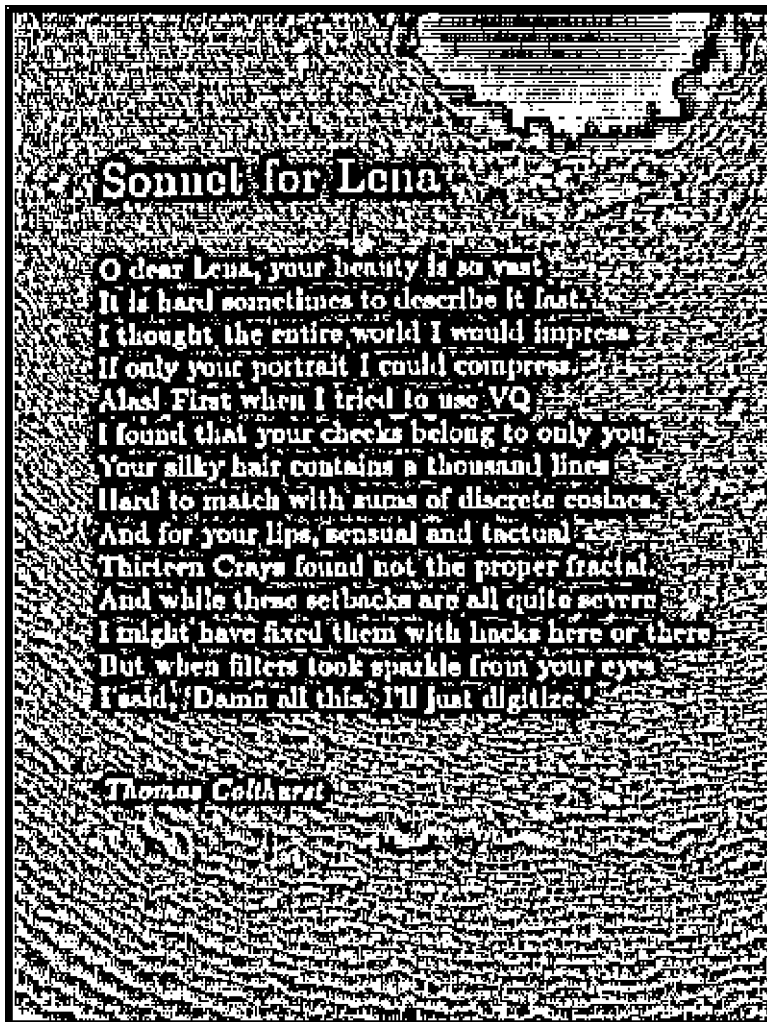 Sonnet for Lena
O dear Lena, your beauty is so vast
It is hard sometimes to describe it fast.
I thought the entire world I would impress
If only your portrait I could compress.
Alas! First when I tried to use VQ
I found that your cheeks belong to only you.
Your silky hair contains a thousand lines
Hard to match with sums of discrete cosines.
And for your lips, sensual and tactual
Thirteen Crays found not the proper fractal.
And while these setbacks are all quite severe
I might have fixed them with hacks here or there
But when filters took sparkle from your eyes
I said, 'Damn all this. I'll just digitize.'
Thomas Colthurst